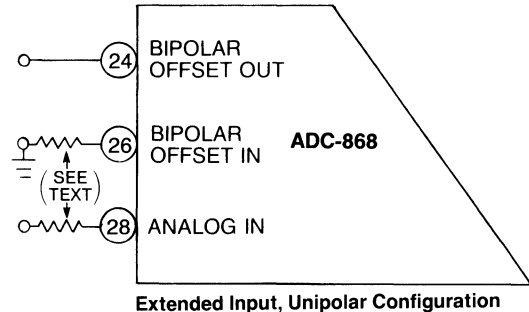 24 BIPOLAR
OFFSET OUT
26 BIPOLAR
OFFSET IN
ADC-868
(SEE
TEXT)
28 ANALOG IN
Extended Input, Unipolar Configuration